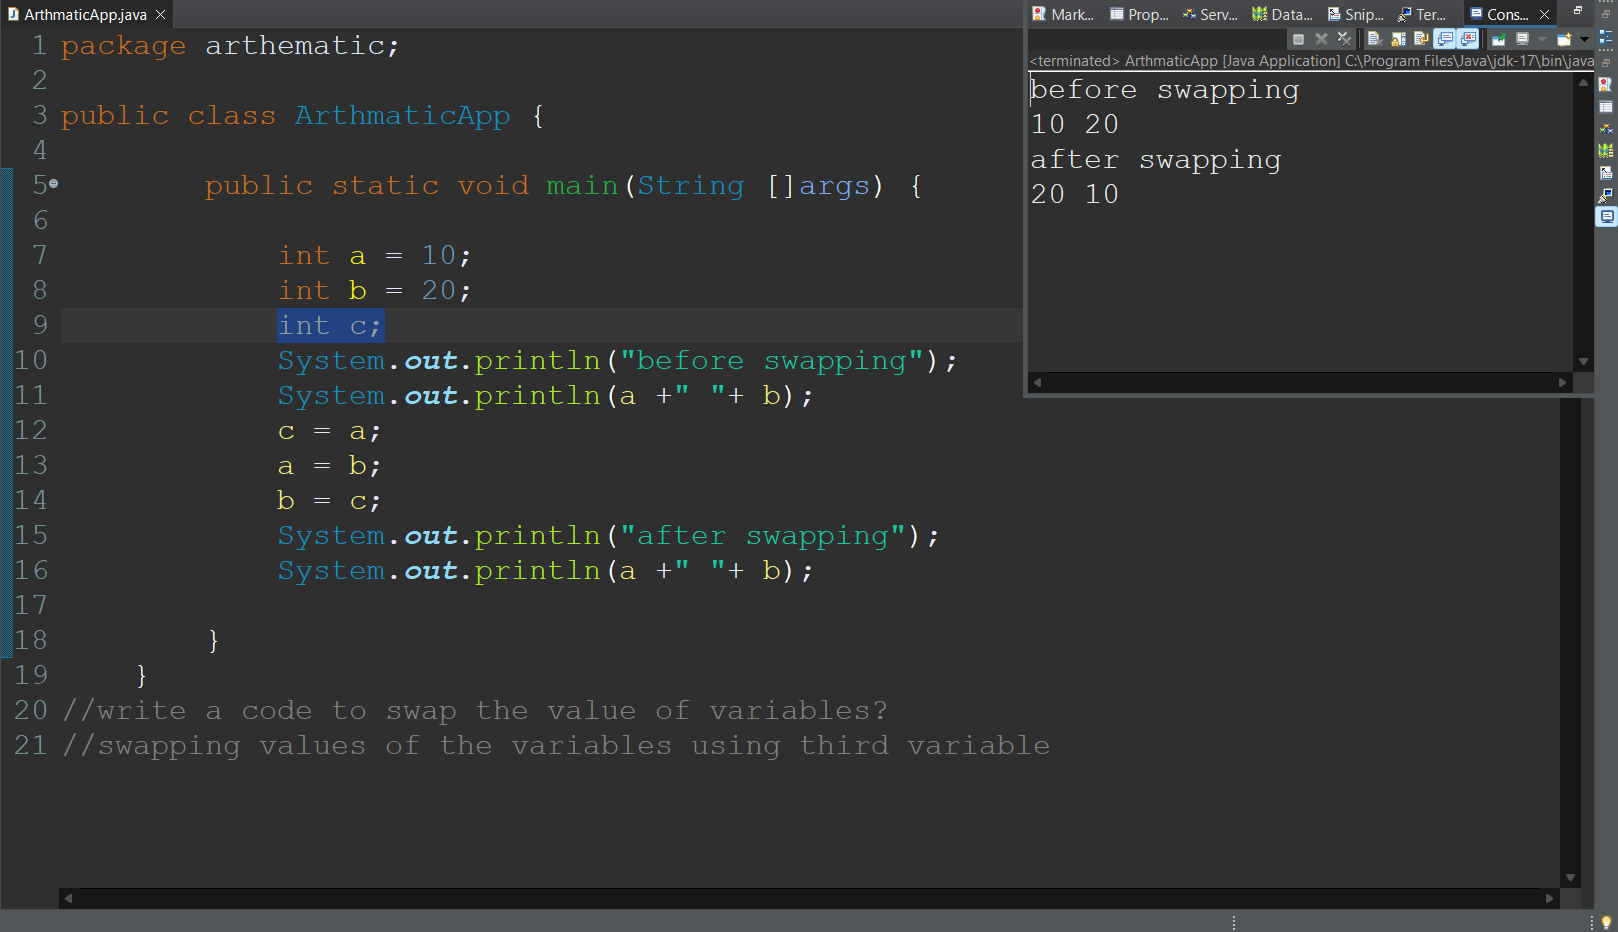 ArthmaticApp.java
1 package arthematic;
2
3 public class ArthmaticApp {
4
5 public static void main(String []args) {
6
7 int a = 10;
8 int b = 20;
9 int c;
10 System.out.println("before swapping");
11 System.out.println(a +" "+ b);
12 c = a;
13 a = b;
14 b = c;
15 System.out.println("after swapping");
16 System.out.println(a +" "+ b);
17
18 }
19 }
20 //write a code to swap the value of variables?
21 //swapping values of the variables using third variable
Mark... Prop... Serv... Data... Snip... Ter... Cons...
<terminated> ArthmaticApp [Java Application] C:\Program Files\Java\jdk-17\bin\java
before swapping
10 20
after swapping
20 10